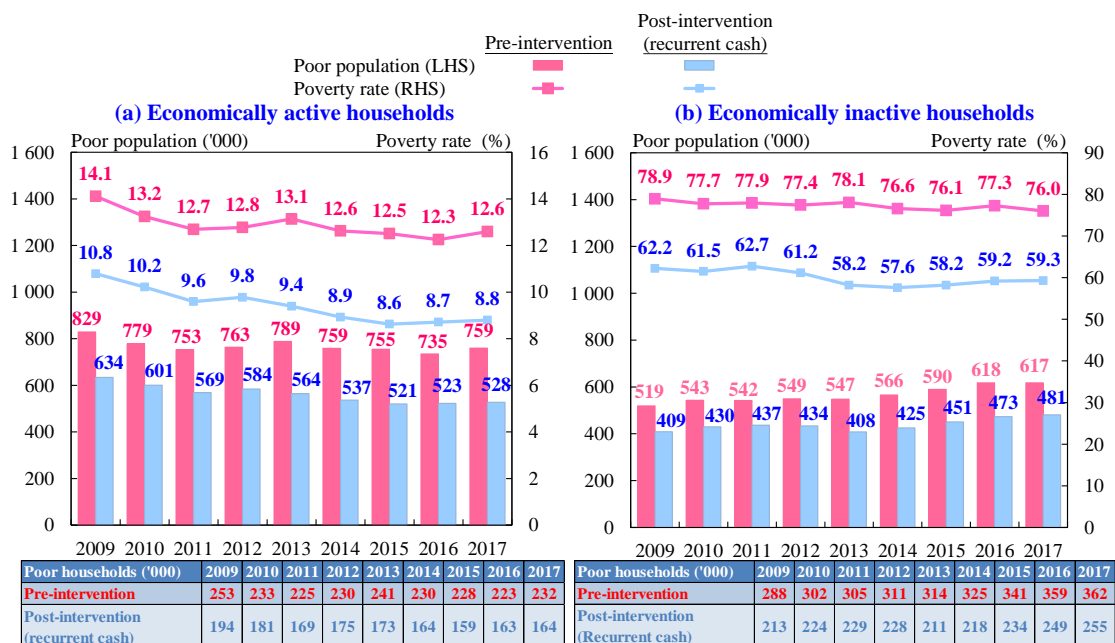 Post-intervention
Pre-intervention (recurrent cash)
Poor population (LHS)
Poverty rate (RHS)
(a) Economically active households
Poor population ('000) Poverty rate (%)
1 600 16
1 400 14
1 200 12
1 000 10
800 8
600 6
400 4
200 2
0 0
14.1 13.2 12.7 12.8 13.1 12.6 12.5 12.3 12.6
10.8 10.2 9.6 9.8 9.4 8.9 8.6 8.7 8.8
829 779 753 763 789 759 755 735 759
634 601 569 584 564 537 521 523 528
2009 2010 2011 2012 2013 2014 2015 2016 2017
Poor households ('000) 2009 2010 2011 2012 2013 2014 2015 2016 2017
Pre-intervention 253 233 225 230 241 230 228 223 232
Post-intervention
(recurrent cash) 194 181 169 175 173 164 159 163 164
(b) Economically inactive households
Poor population ('000) Poverty rate (%)
1 600 90
1 400 80
1 200 70
1 000 60
800 50
600 40
400 30
200 20
0 10
0
78.9 77.7 77.9 77.4 78.1 76.6 76.1 77.3 76.0
62.2 61.5 62.7 61.2 58.2 57.6 58.2 59.2 59.3
519 543 542 549 547 566 590 618 617
409 430 437 434 408 425 451 473 481
2009 2010 2011 2012 2013 2014 2015 2016 2017
Poor households ('000) 2009 2010 2011 2012 2013 2014 2015 2016 2017
Pre-intervention 288 302 305 311 314 325 341 359 362
Post-intervention
(Recurrent cash) 213 224 229 228 211 218 234 249 255